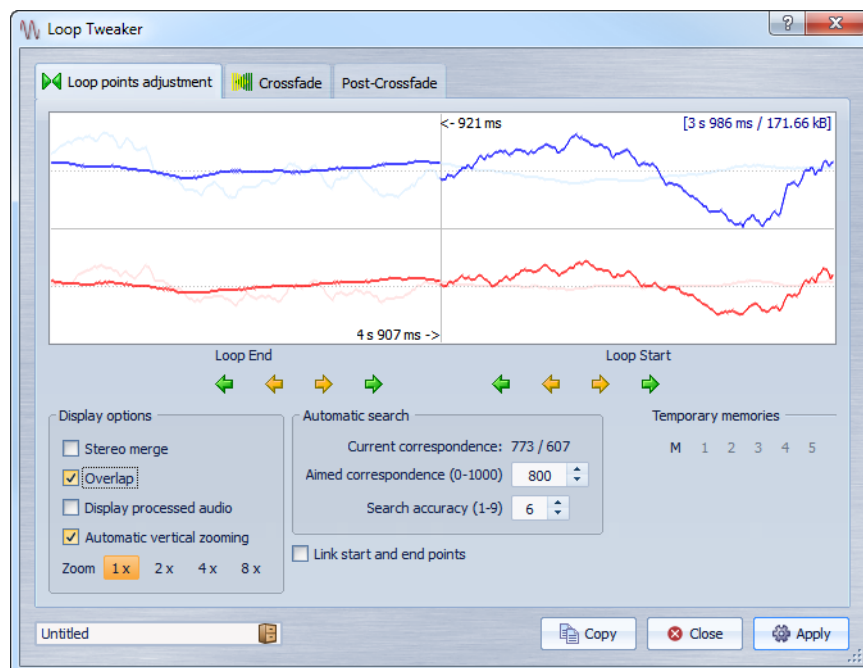 Loop Tweaker
Loop points adjustment Crossfade Post-Crossfade
<- 921 ms [3 s 986 ms / 171.66 kB]
4 s 907 ms ->
Loop End Loop Start
Display options
Stereo merge
Overlap
Display processed audio
Automatic vertical zooming
Zoom 1 x 2 x 4 x 8 x
Automatic search
Current correspondence: 773 / 607
Aimed correspondence (0-1000) 800
Search accuracy (1-9) 6
Link start and end points
Temporary memories
M 1 2 3 4 5
Untitled Copy Close Apply